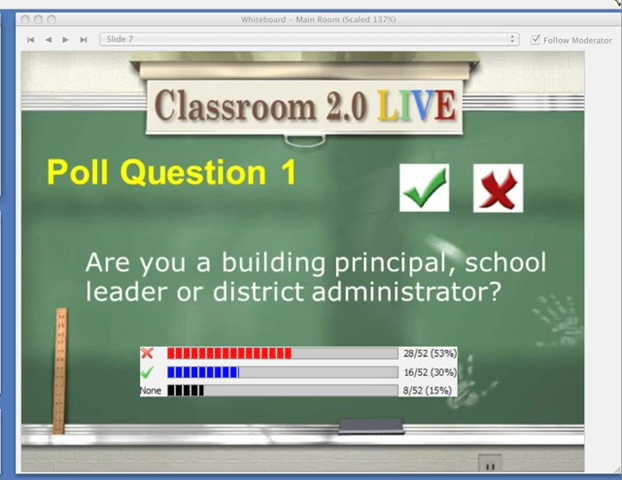 Whiteboard – Main Room (Scaled 137%)
Slide 7
Follow Moderator
Classroom 2.0 LIVE
Poll Question 1
Are you a building principal, school
leader or district administrator?
28/52 (53%)
16/52 (30%)
None 8/52 (15%)